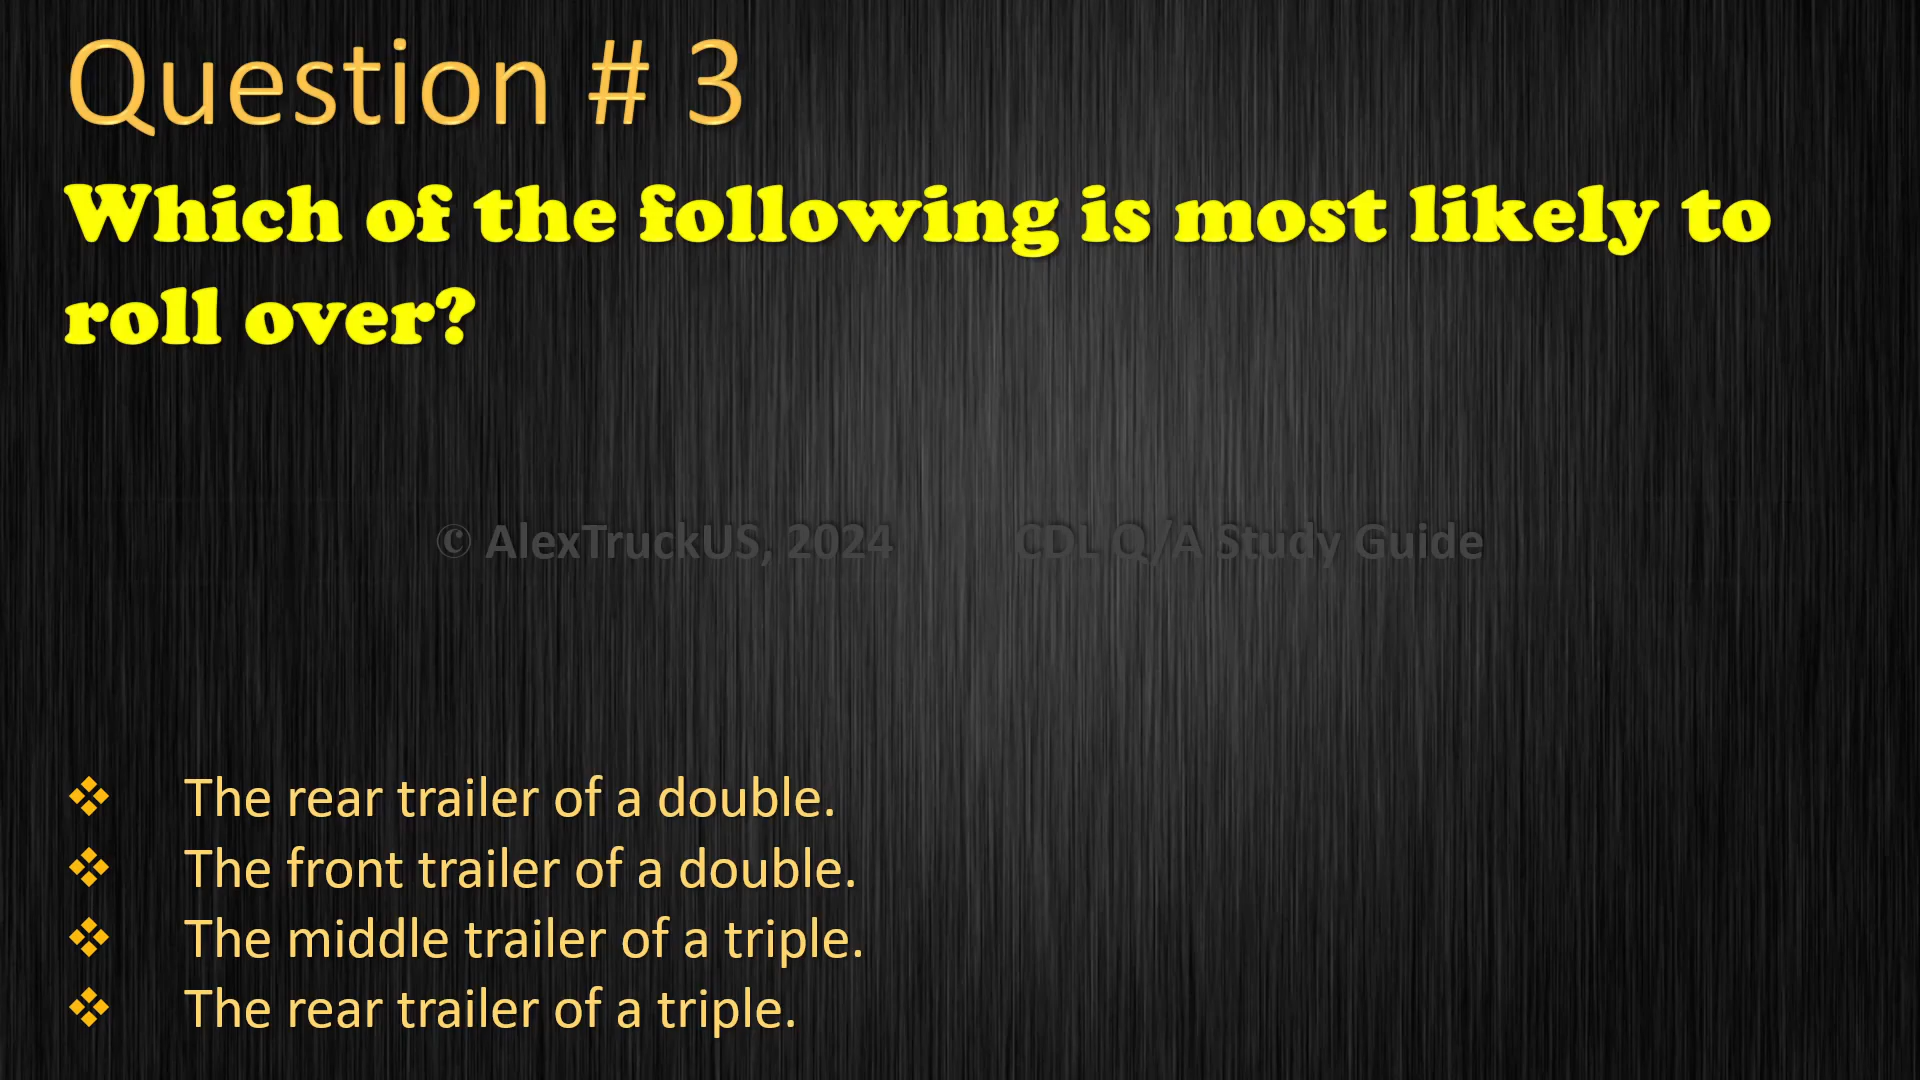 Question # 3
Which of the following is most likely to
roll over?
© AlexTruckUS, 2024 CDL Q/A Study Guide
❖ The rear trailer of a double.
❖ The front trailer of a double.
❖ The middle trailer of a triple.
❖ The rear trailer of a triple.